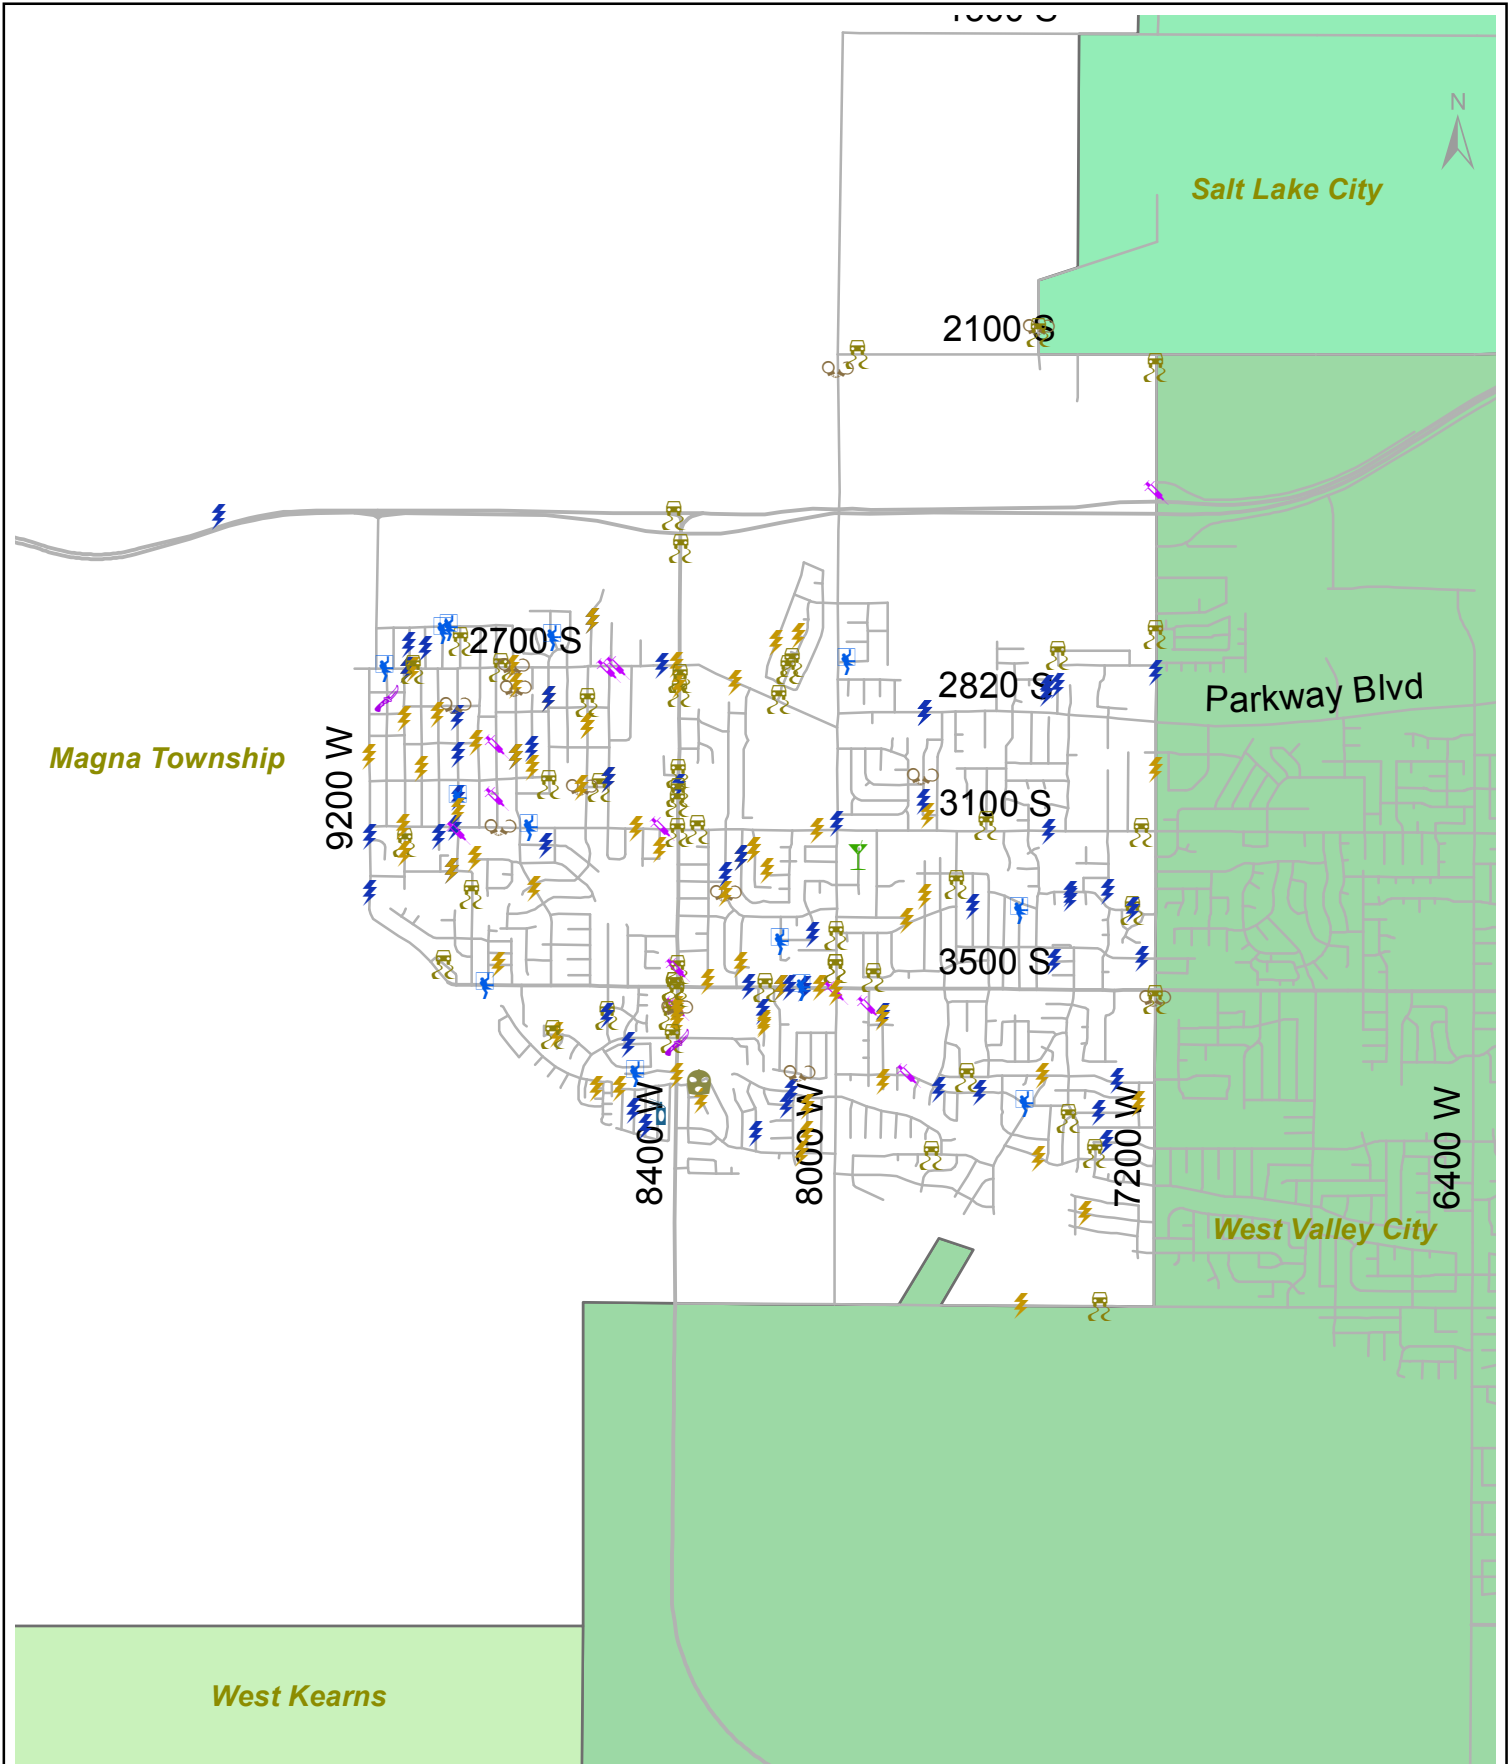 N
Salt Lake City
2100 S
2700 S
2820 S
Parkway Blvd
Magna Township
9200 W
3100 S
3500 S
8400 W
8000 W
7200 W
6400 W
West Valley City
West Kearns